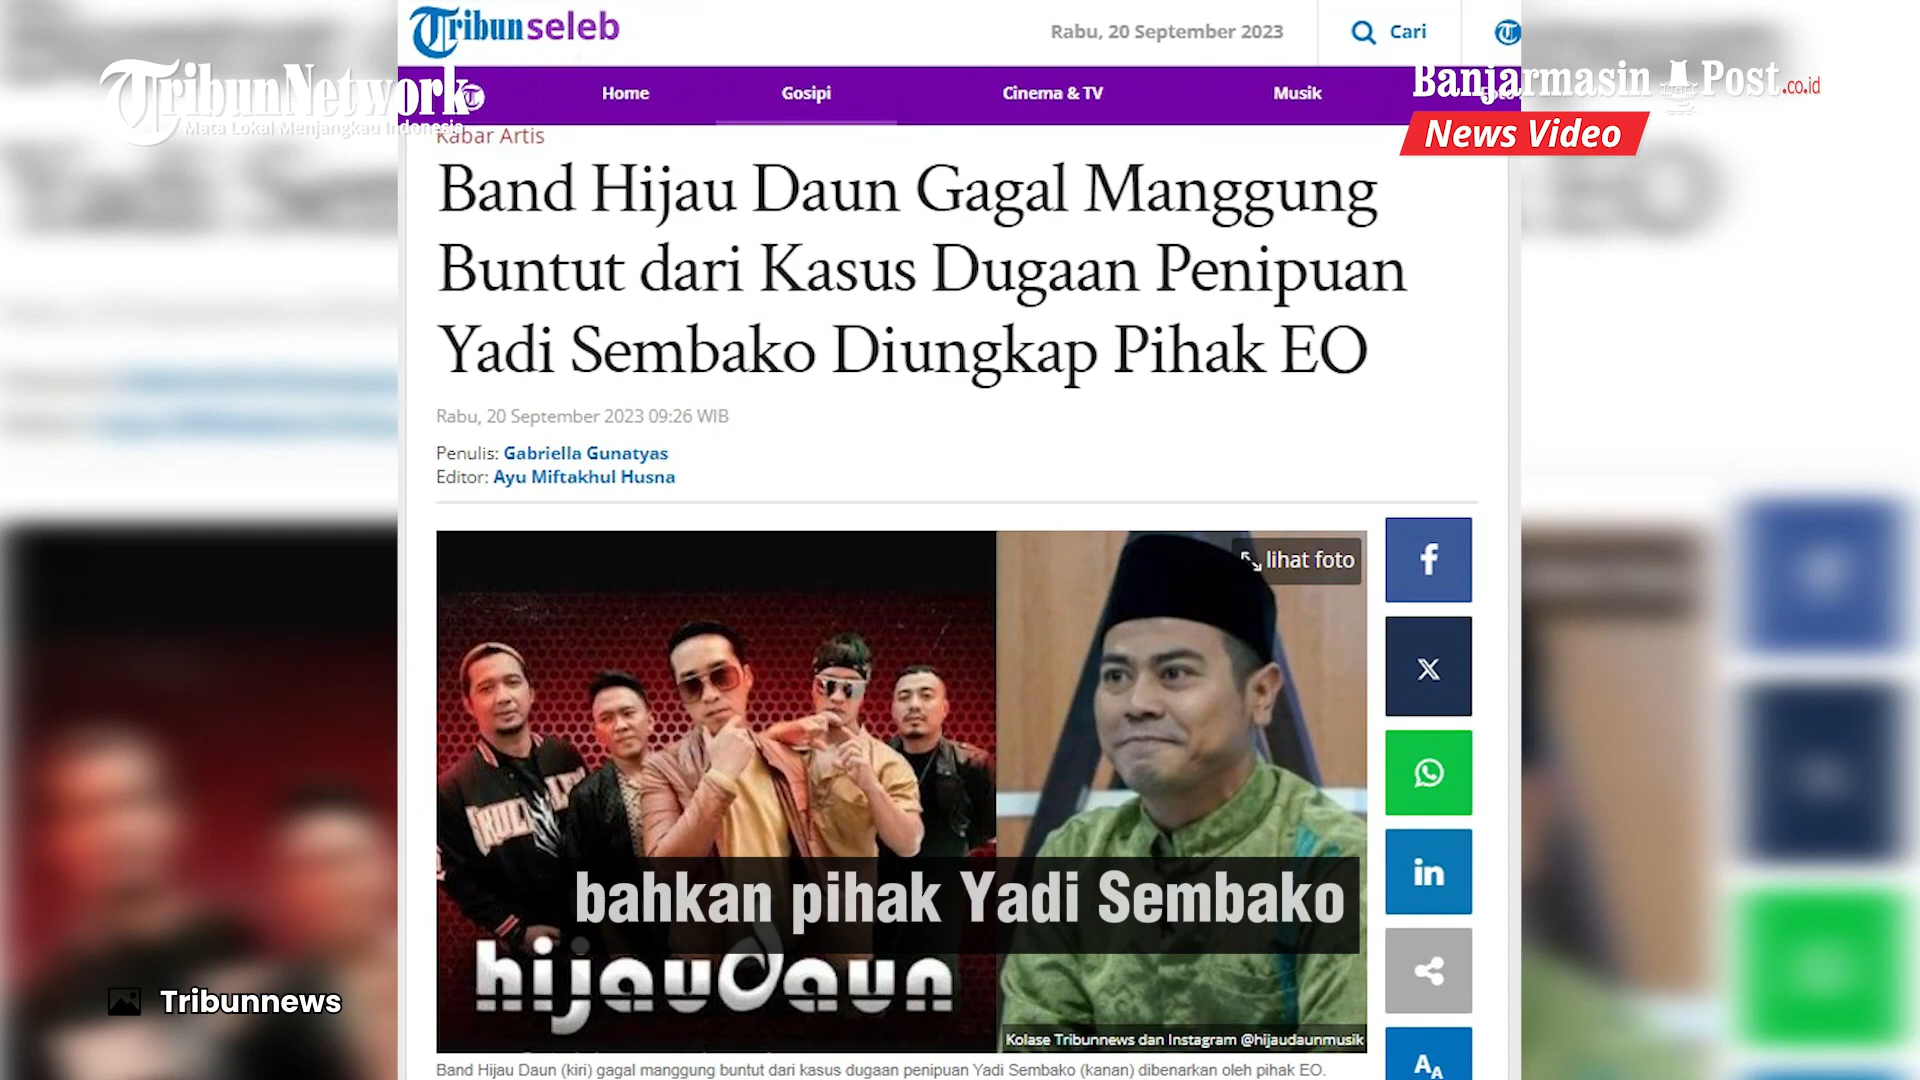 Tribun seleb
Rabu, 20 September 2023
Cari
TribunNetwork
Mata Lokal Menjangkau Indonesia
Home
Gosipi
Cinema & TV
Musik
Banjarmasin Post.co.id
News Video
Kabar Artis
Band Hijau Daun Gagal Manggung
Buntut dari Kasus Dugaan Penipuan
Yadi Sembako Diungkap Pihak EO
Rabu, 20 September 2023 09:26 WIB
Penulis: Gabriella Gunatyas
Editor: Ayu Miftakhul Husna
lihat foto
bahkan pihak Yadi Sembako
hijaudaun
Tribunnews
Kolase Tribunnews dan Instagram @hijaudaunmusik
AA
Band Hijau Daun (kiri) gagal manggung buntut dari kasus dugaan penipuan Yadi Sembako (kanan) dibenarkan oleh pihak EO.